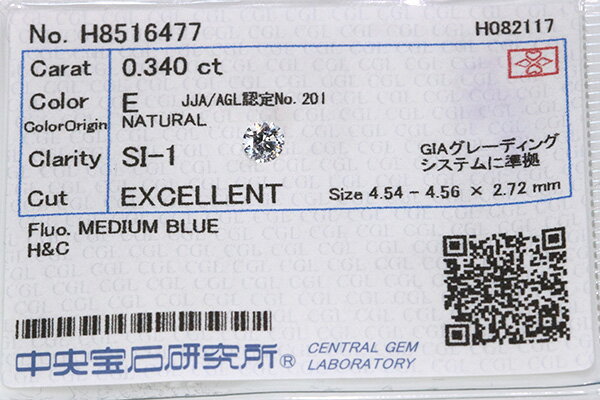 No. H8516477 H082117
Carat 0.340 ct
Color E JJA/AGL認定No. 201
ColorOrigin NATURAL
Clarity SI-1 GIAグレーディング
システムに準拠
Cut EXCELLENT Size 4.54 - 4.56 × 2.72 mm
Fluo. MEDIUM BLUE
H&C
中央宝石研究所® CENTRAL GEM
LABORATORY